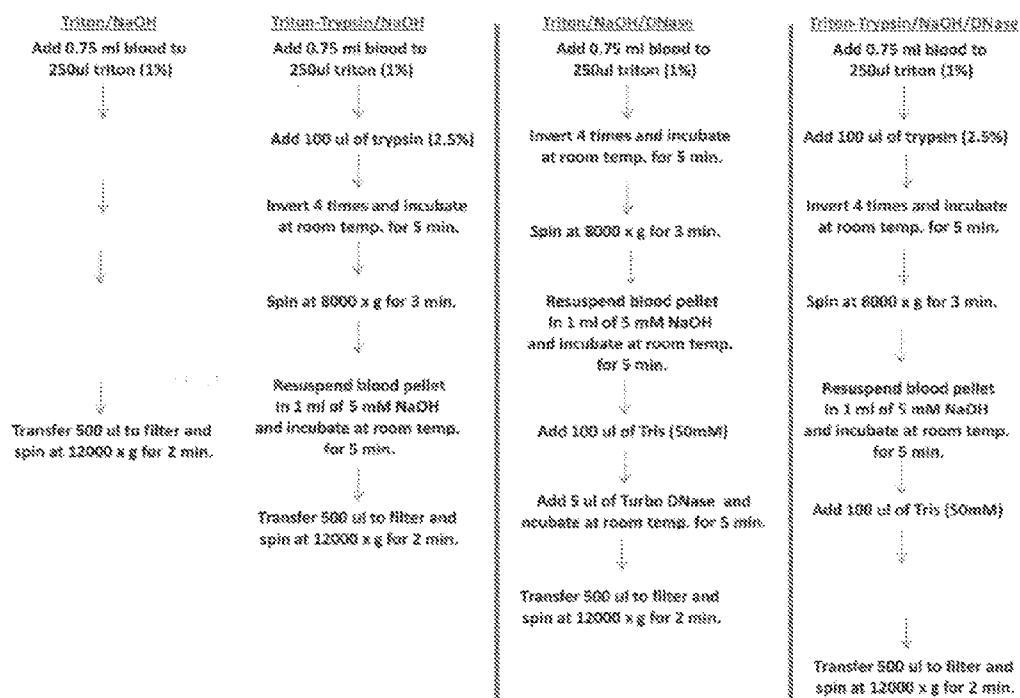 Triton/NaOH
Add 0.75 ml blood to
250ul triton (1%)
Transfer 500 ul to filter and
spin at 12000 x g for 2 min.
Triton-Trypsin/NaOH
Add 0.75 ml blood to
250ul triton (1%)
Add 100 ul of trypsin (2.5%)
Invert 4 times and incubate
at room temp. for 5 min.
Spin at 8000 x g for 3 min.
Resuspend blood pellet
in 1 ml of 5 mM NaOH
and incubate at room temp.
for 5 min.
Transfer 500 ul to filter and
spin at 12000 x g for 2 min.
Triton/NaOH/DNase
Add 0.75 ml blood to
250ul triton (1%)
Invert 4 times and incubate
at room temp. for 5 min.
Spin at 8000 x g for 3 min.
Resuspend blood pellet
in 1 ml of 5 mM NaOH
and incubate at room temp.
for 5 min.
Add 100 ul of Tris (50mM)
Add 5 ul of Turbo DNase and
ncubate at room temp. for 5 min.
Transfer 500 ul to filter and
spin at 12000 x g for 2 min.
Triton-Trypsin/NaOH/DNase
Add 0.75 ml blood to
250ul triton (1%)
Add 100 ul of trypsin (2.5%)
Invert 4 times and incubate
at room temp. for 5 min.
Spin at 8000 x g for 3 min.
Resuspend blood pellet
in 1 ml of 5 mM NaOH
and incubate at room temp.
for 5 min.
Add 100 ul of Tris (50mM)
Transfer 500 ul to filter and
spin at 12000 x g for 2 min.